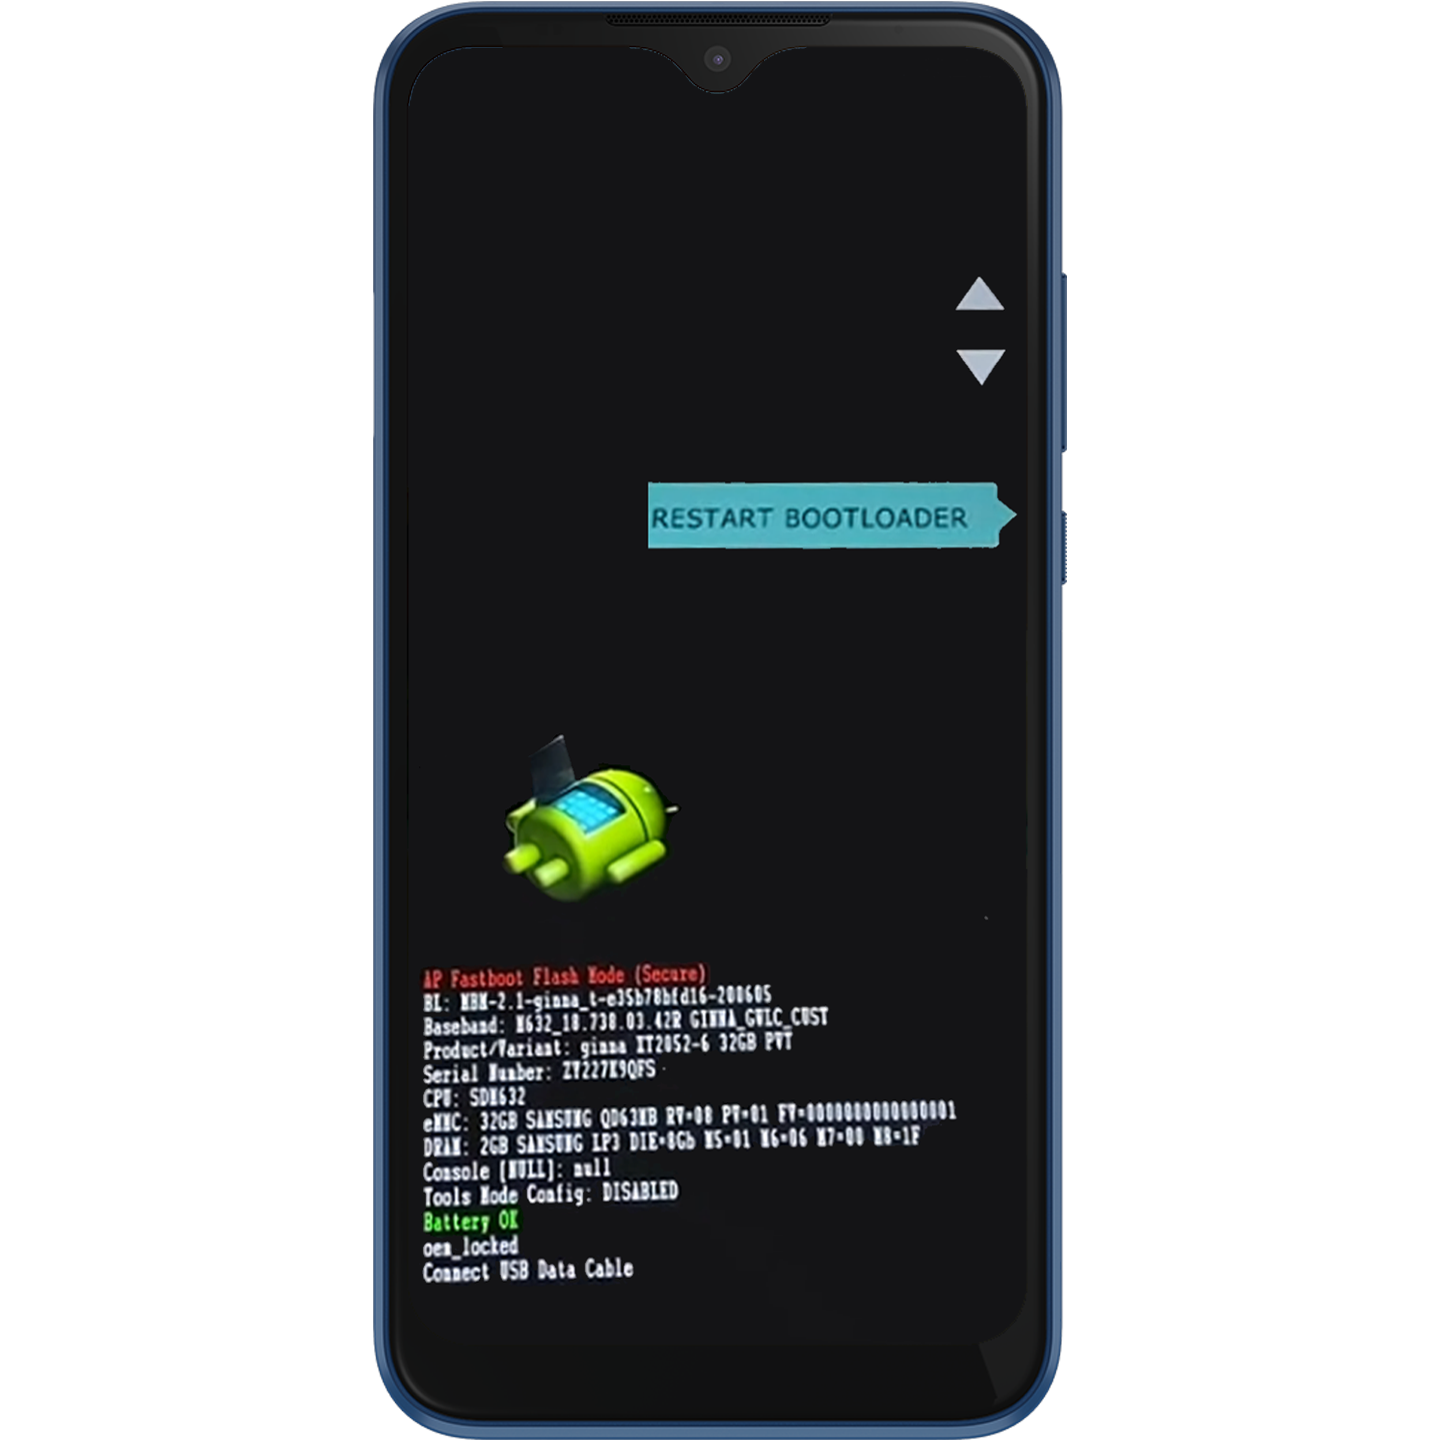 RESTART BOOTLOADER
AP Fastboot Flash Mode (Secure)
BL: MBM-2.1-ginna_t-e35b78bfd16-200605
Baseband: M632_18.738.03.42R GINNA_GVLC_CUST
Product/Variant: ginna XT2052-6 32GB PVT
Serial Number: ZY227K9QFS
CPU: SDM632
eMMC: 32GB SAMSUNG QD63MB RV=08 PV=01 FV=0000000000000001
DRAM: 2GB SAMSUNG LP3 DIE=8Gb M5=01 M6=06 M7=00 M8=1F
Console [NULL]: null
Tools Mode Config: DISABLED
Battery OK
oem_locked
Connect USB Data Cable